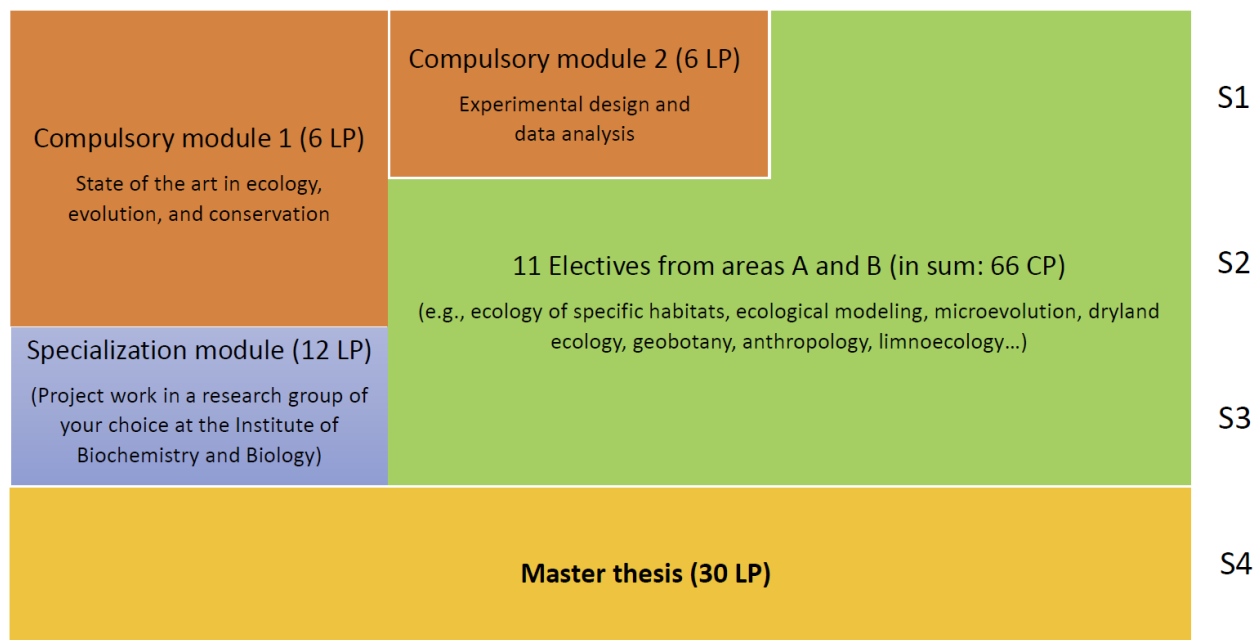 Compulsory module 1 (6 LP)
State of the art in ecology,
evolution, and conservation
Compulsory module 2 (6 LP)
Experimental design and
data analysis
S1
11 Electives from areas A and B (in sum: 66 CP)
(e.g., ecology of specific habitats, ecological modeling, microevolution, dryland
ecology, geobotany, anthropology, limnoecology…)
S2
Specialization module (12 LP)
(Project work in a research group of
your choice at the Institute of
Biochemistry and Biology)
S3
Master thesis (30 LP)
S4